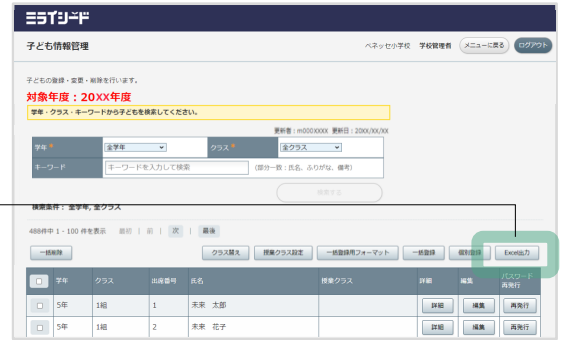 ミライシード
子ども情報管理
ベネッセ小学校 学校管理者 メニューに戻る ログアウト
子どもの登録・変更・削除を行います。
対象年度：20XX年度
学年・クラス・キーワードから子どもを検索してください。
更新者：m000XXXX 更新日：20XX/XX/XX
学年 * 全学年 クラス * 全クラス
キーワード キーワードを入力して検索 (部分一致：氏名、ふりがな、備考)
検索する
検索条件： 全学年, 全クラス
488件中 1 - 100 件を表示 最初 | 前 | 次 | 最後
一括削除 クラス替え 授業クラス設定 一括登録用フォーマット 一括登録 個別登録 Excel出力
学年 クラス 出席番号 氏名 授業クラス 詳細 編集 パスワード再発行
5年 1組 1 未来 太郎 詳細 編集 再発行
5年 1組 2 未来 花子 詳細 編集 再発行